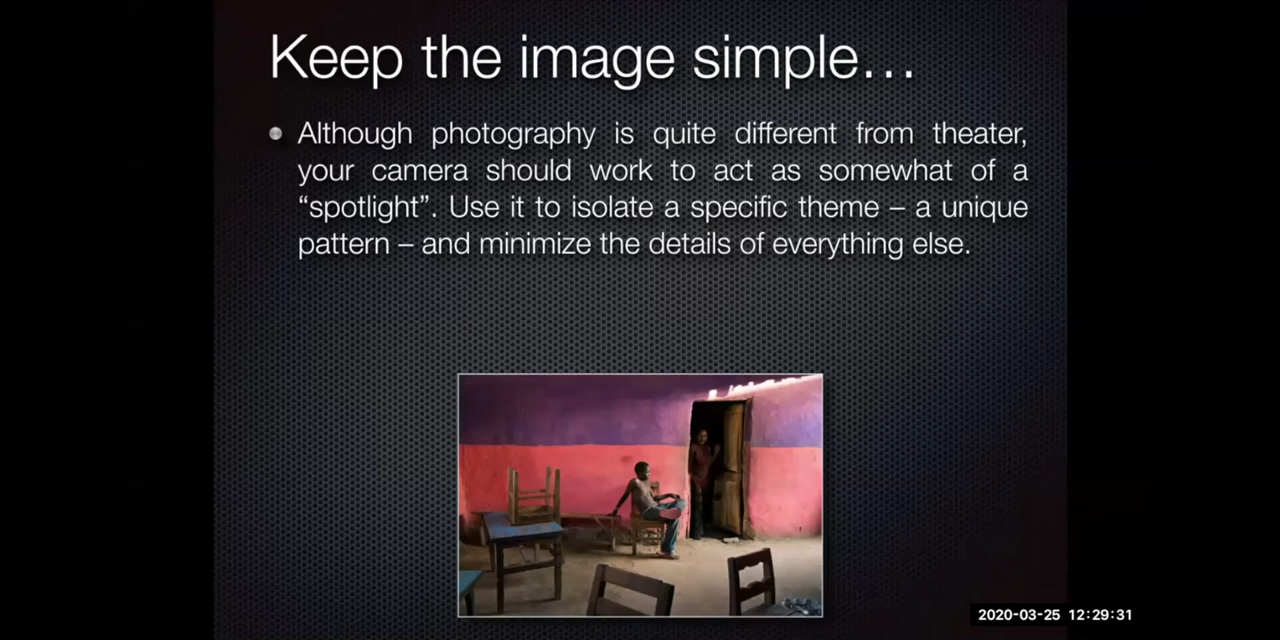 Keep the image simple…
Although photography is quite different from theater,
your camera should work to act as somewhat of a
“spotlight”. Use it to isolate a specific theme – a unique
pattern – and minimize the details of everything else.
2020-03-25 12:29:31